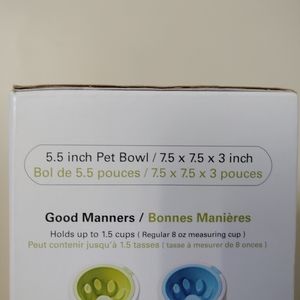 5.5 inch Pet Bowl / 7.5 x 7.5 x 3 inch
Bol de 5.5 pouces / 7.5 x 7.5 x 3 pouces
Good Manners / Bonnes Manières
Holds up to 1.5 cups ( Regular 8 oz measuring cup )
Peut contenir jusqu'à 1.5 tasses ( tasse à mesurer de 8 onces )